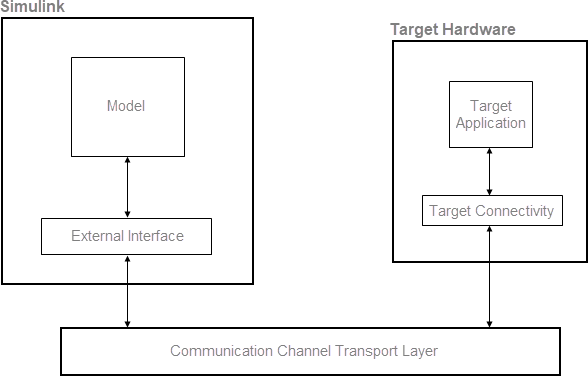 Simulink
Target Hardware
Model
Target
Application
External Interface
Target Connectivity
Communication Channel Transport Layer